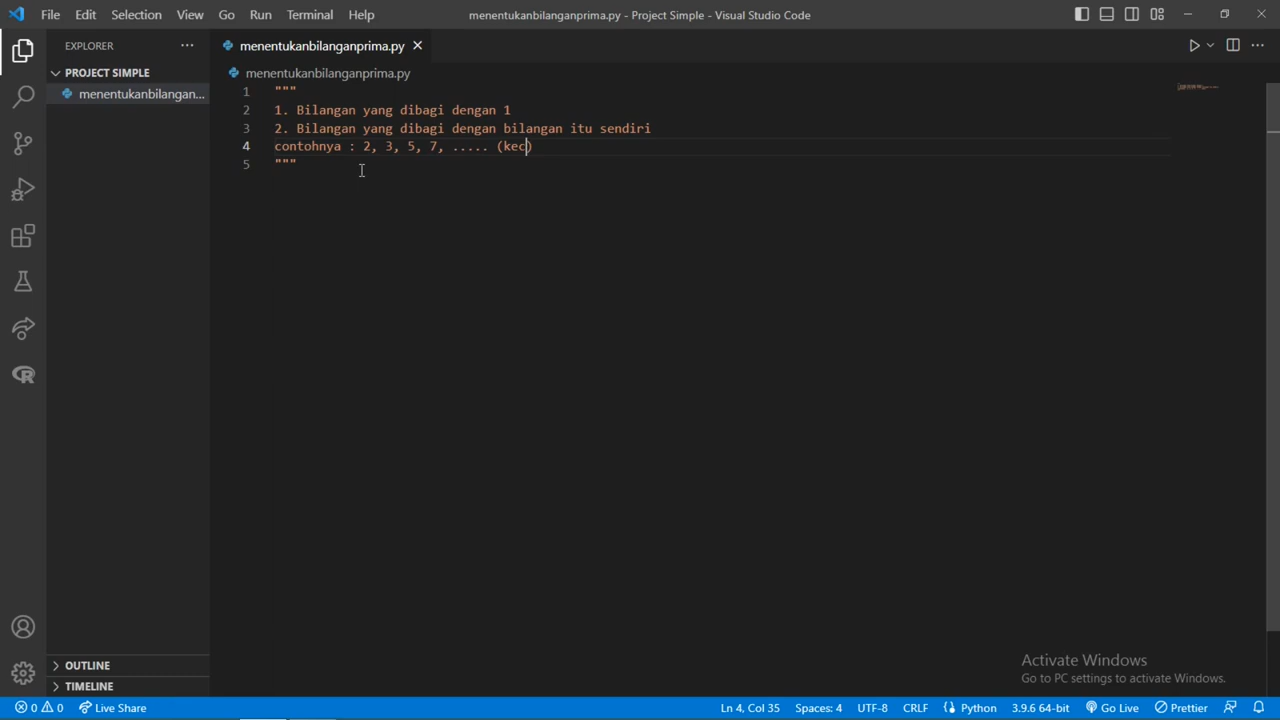 File Edit Selection View Go Run Terminal Help
menentukanbilanganprima.py - Project Simple - Visual Studio Code
EXPLORER
menentukanbilanganprima.py
PROJECT SIMPLE
menentukanbilanganprima.py
menentukanbilangan...
1 """
2 1. Bilangan yang dibagi dengan 1
3 2. Bilangan yang dibagi dengan bilangan itu sendiri
4 contohnya : 2, 3, 5, 7, ..... (kec)
5 """
R
Activate Windows
Go to PC settings to activate Windows.
OUTLINE
TIMELINE
0 0 Live Share Ln 4, Col 35 Spaces: 4 UTF-8 CRLF Python 3.9.6 64-bit Go Live Prettier